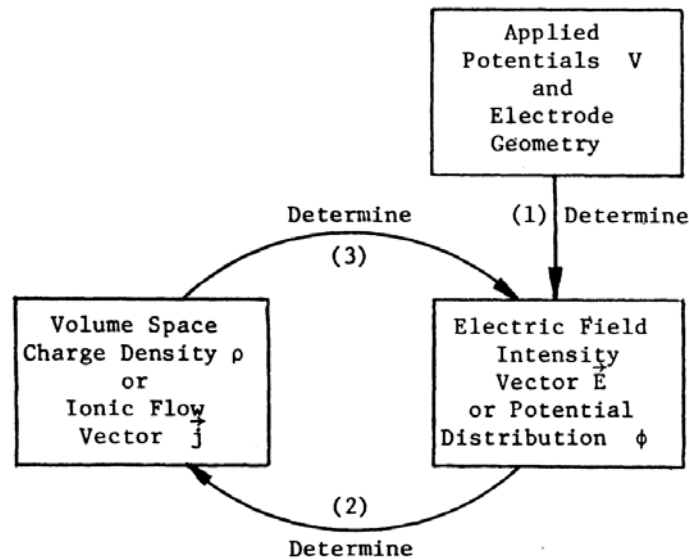 Applied
Potentials V
and
Electrode
Geometry
Determine
(1) Determine
(3)
Volume Space
Charge Density ρ
or
Ionic Flow
Vector j⃗
Electric Field
Intensity
Vector E⃗
or Potential
Distribution ϕ
(2)
Determine